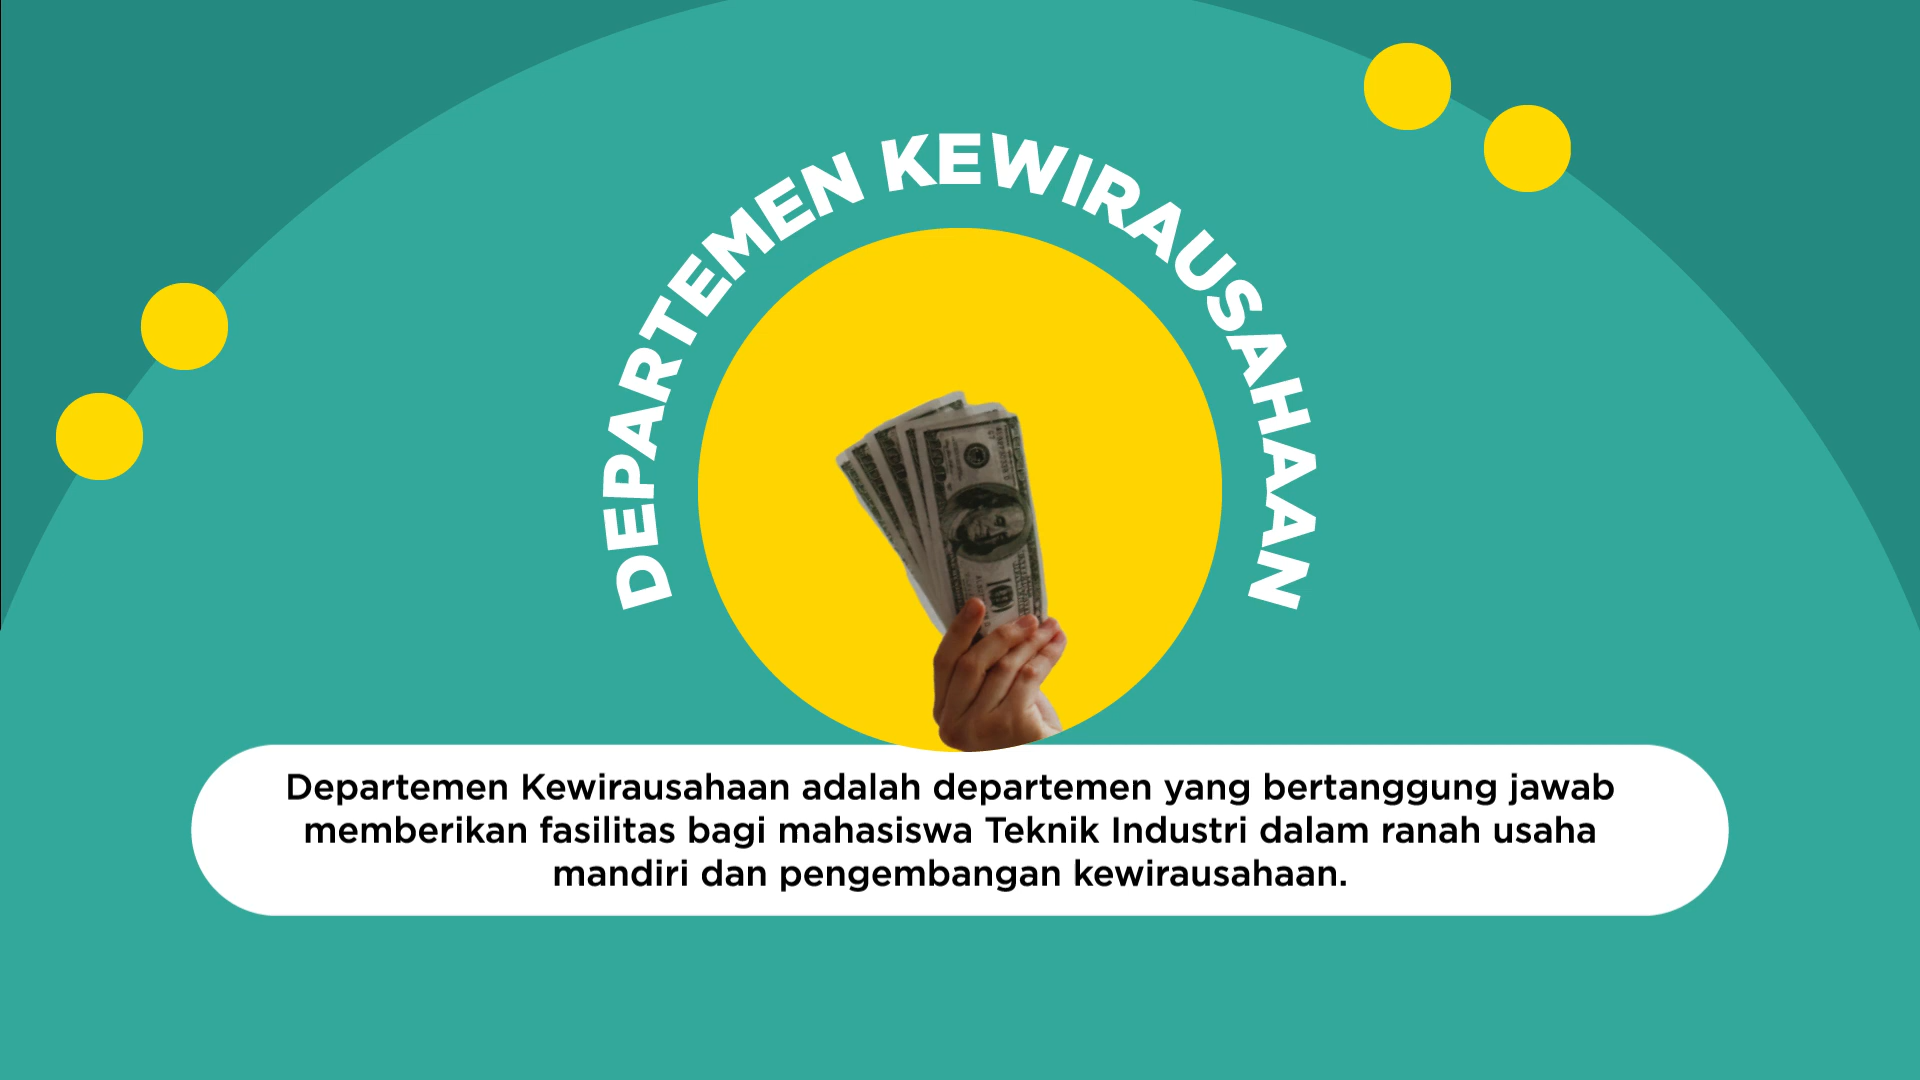 DEPARTEMEN KEWIRAUSAHAAN
Departemen Kewirausahaan adalah departemen yang bertanggung jawab
memberikan fasilitas bagi mahasiswa Teknik Industri dalam ranah usaha
mandiri dan pengembangan kewirausahaan.